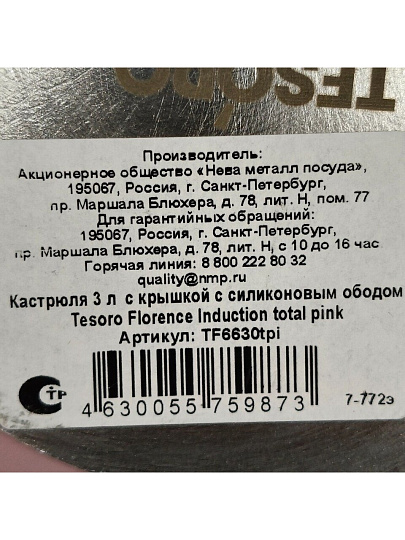 TESORO
Производитель:
Акционерное общество «Нева металл посуда»,
195067, Россия, г. Санкт-Петербург,
пр. Маршала Блюхера, д. 78, лит. Н, пом. 77
Для гарантийных обращений:
195067, Россия, г. Санкт-Петербург,
пр. Маршала Блюхера, д. 78, лит. Н, с 10 до 16 час
Горячая линия: 8 800 222 80 32
quality@nmp.ru
Кастрюля 3 л с крышкой с силиконовым ободом
Tesoro Florence Induction total pink
Артикул: TF6630tpi
СТР
4 630055 759873
7-772э